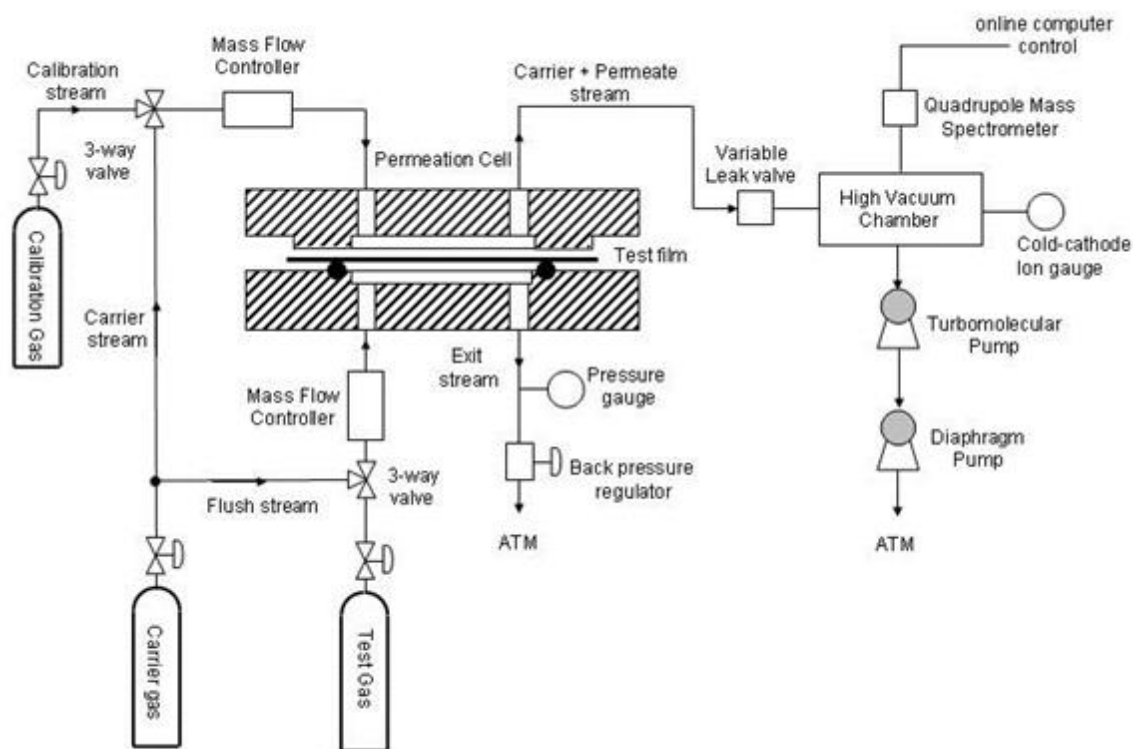 online computer
control
Mass Flow
Controller
Calibration
stream
Carrier + Permeate
stream
Quadrupole Mass
Spectrometer
3-way
valve
Permeation Cell
Variable
Leak valve
High Vacuum
Chamber
Test film
Cold-cathode
Ion gauge
Calibration Gas
Carrier
stream
Exit
stream
Turbomolecular
Pump
Mass Flow
Controller
Pressure
gauge
Diaphragm
Pump
3-way
valve
Back pressure
regulator
Flush stream
ATM
ATM
Carrier gas
Test Gas